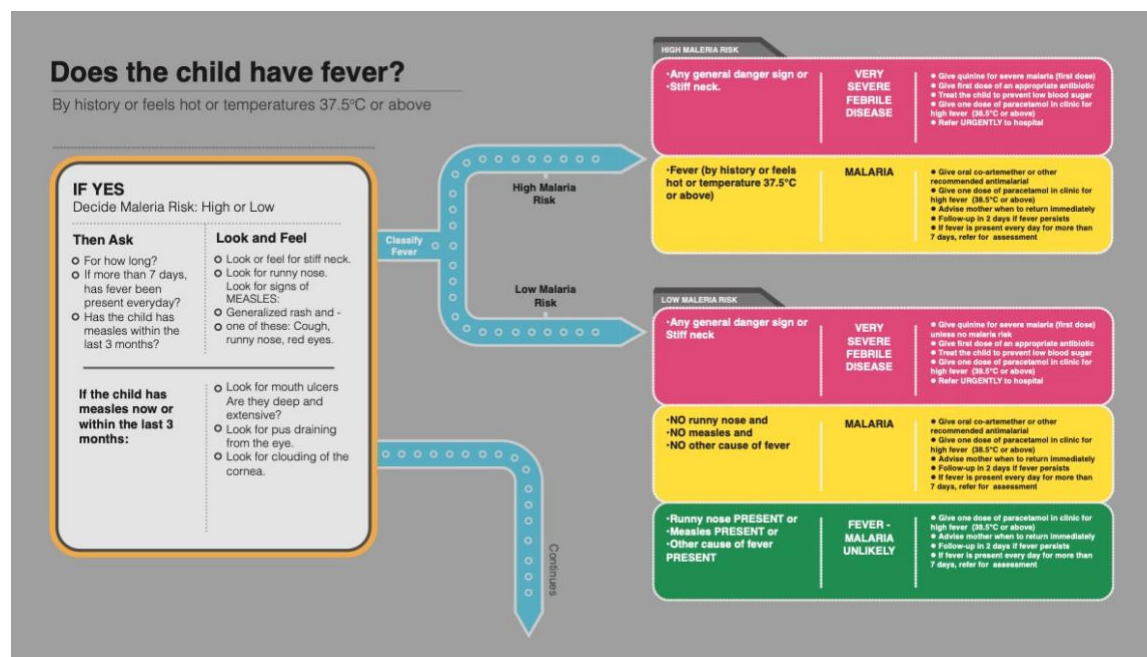 Does the child have fever?
By history or feels hot or temperatures 37.5°C or above
IF YES
Decide Maleria Risk: High or Low
Then Ask
For how long?
If more than 7 days,
has fever been
present everyday?
Has the child has
measles within the
last 3 months?
Look and Feel
Look or feel for stiff neck.
Look for runny nose.
Look for signs of
MEASLES:
Generalized rash and -
one of these: Cough,
runny nose, red eyes.
If the child has
measles now or
within the last 3
months:
Look for mouth ulcers
Are they deep and
extensive?
Look for pus draining
from the eye.
Look for clouding of the
cornea.
Classify
Fever
High Malaria
Risk
Low Malaria
Risk
Continues
HIGH MALERIA RISK
•Any general danger sign or
•Stiff neck.
VERY
SEVERE
FEBRILE
DISEASE
● Give quinine for severe malaria (first dose)
● Give first dose of an appropriate antibiotic
● Treat the child to prevent low blood sugar
● Give one dose of paracetamol in clinic for
high fever (38.5°C or above)
● Refer URGENTLY to hospital
•Fever (by history or feels
hot or temperature 37.5°C
or above)
MALARIA
● Give oral co-artemether or other
recommended antimalarial
● Give one dose of paracetamol in clinic for
high fever (38.5°C or above)
● Advise mother when to return immediately
● Follow-up in 2 days if fever persists
● If fever is present every day for more than
7 days, refer for assessment
LOW MALERIA RISK
•Any general danger sign or
Stiff neck
VERY
SEVERE
FEBRILE
DISEASE
● Give quinine for severe malaria (first dose)
unless no malaria risk
● Give first dose of an appropriate antibiotic
● Treat the child to prevent low blood sugar
● Give one dose of paracetamol in clinic for
high fever (38.5°C or above)
● Refer URGENTLY to hospital
•NO runny nose and
•NO measles and
•NO other cause of fever
MALARIA
● Give oral co-artemether or other
recommended antimalarial
● Give one dose of paracetamol in clinic for
high fever (38.5°C or above)
● Advise mother when to return immediately
● Follow-up in 2 days if fever persists
● If fever is present every day for more than
7 days, refer for assessment
•Runny nose PRESENT or
•Measles PRESENT or
•Other cause of fever
PRESENT
FEVER -
MALARIA
UNLIKELY
● Give one dose of paracetamol in clinic for
high fever (38.5°C or above)
● Advise mother when to return immediately
● Follow-up in 2 days if fever persists
● If fever is present every day for more than
7 days, refer for assessment